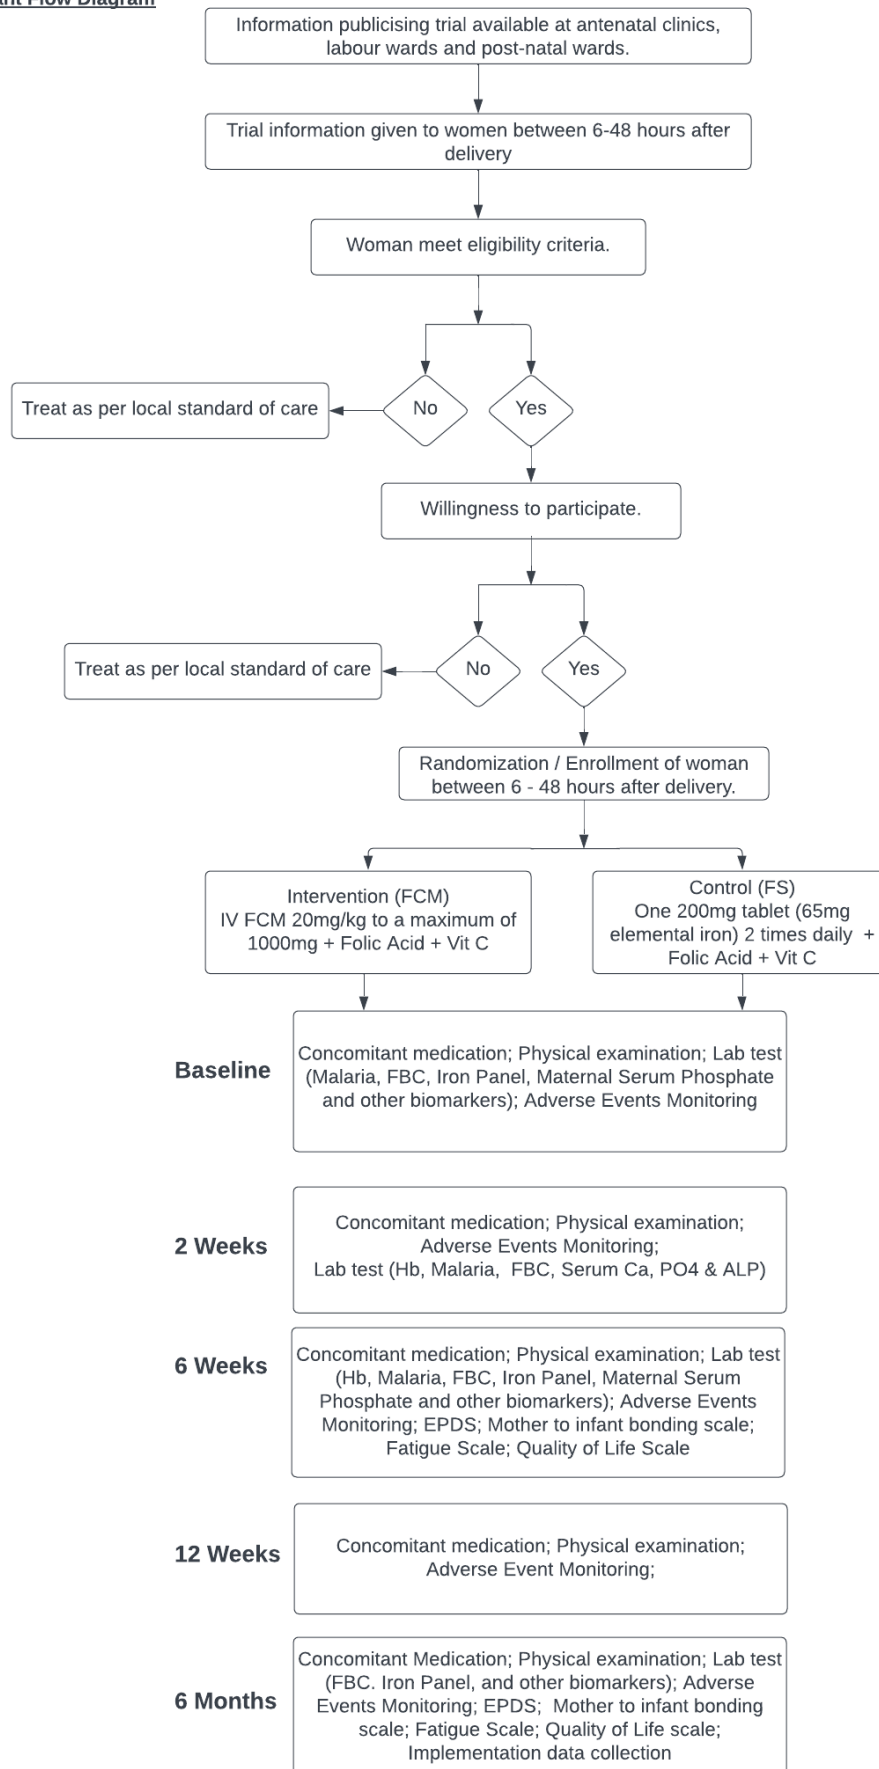 ant Flow Diagram
Information publicising trial available at antenatal clinics,
labour wards and post-natal wards.
Trial information given to women between 6-48 hours after
delivery
Woman meet eligibility criteria.
Treat as per local standard of care
No
Yes
Willingness to participate.
Treat as per local standard of care
No
Yes
Randomization / Enrollment of woman
between 6 - 48 hours after delivery.
Intervention (FCM)
IV FCM 20mg/kg to a maximum of
1000mg + Folic Acid + Vit C
Control (FS)
One 200mg tablet (65mg
elemental iron) 2 times daily +
Folic Acid + Vit C
Baseline
Concomitant medication; Physical examination; Lab test
(Malaria, FBC, Iron Panel, Maternal Serum Phosphate
and other biomarkers); Adverse Events Monitoring
2 Weeks
Concomitant medication; Physical examination;
Adverse Events Monitoring;
Lab test (Hb, Malaria, FBC, Serum Ca, PO4 & ALP)
6 Weeks
Concomitant medication; Physical examination; Lab test
(Hb, Malaria, FBC, Iron Panel, Maternal Serum
Phosphate and other biomarkers); Adverse Events
Monitoring; EPDS; Mother to infant bonding scale;
Fatigue Scale; Quality of Life Scale
12 Weeks
Concomitant medication; Physical examination;
Adverse Event Monitoring;
6 Months
Concomitant Medication; Physical examination; Lab test
(FBC. Iron Panel, and other biomarkers); Adverse
Events Monitoring; EPDS; Mother to infant bonding
scale; Fatigue Scale; Quality of Life scale;
Implementation data collection